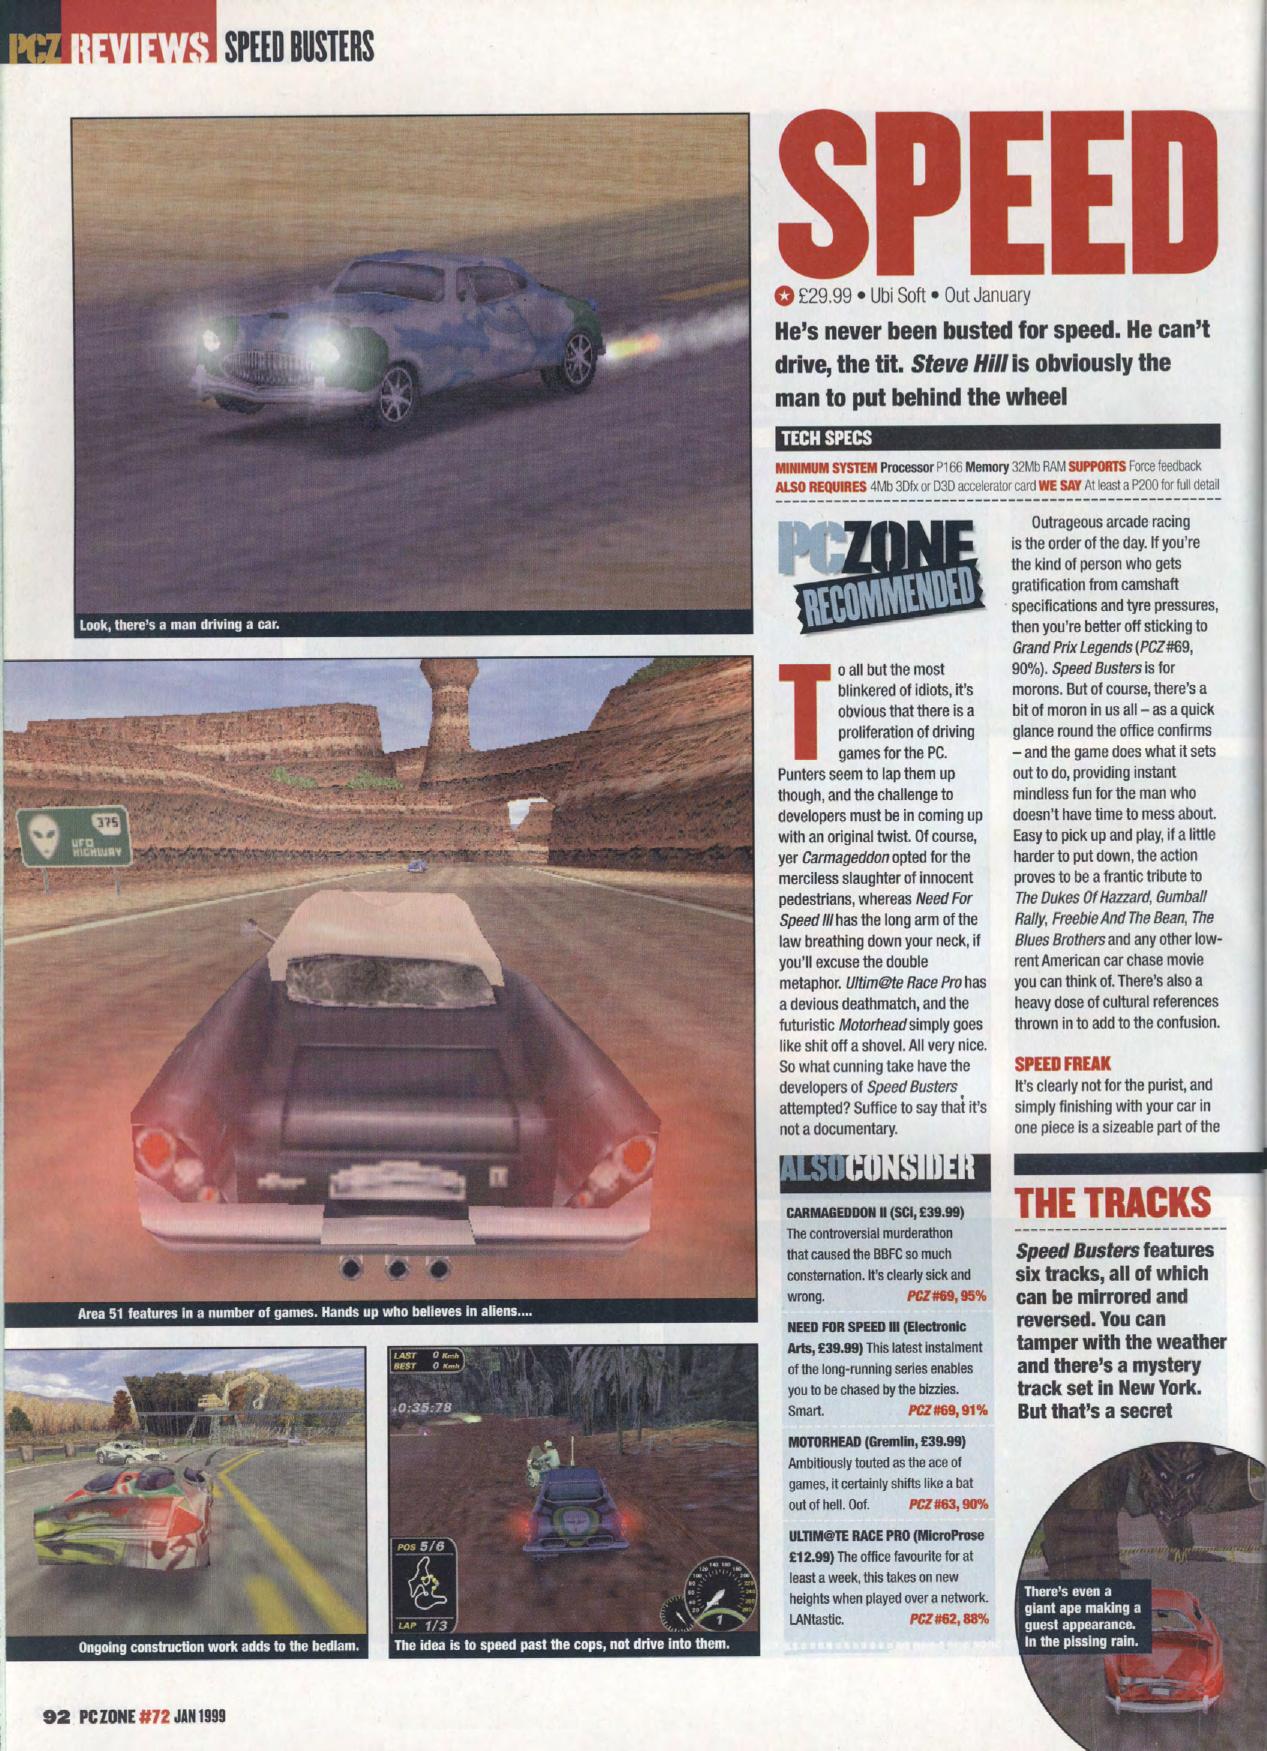 PCZ REVIEWS SPEED BUSTERS
Look, there's a man driving a car.
375
UFO
HIGHWAY
Area 51 features in a number of games. Hands up who believes in aliens....
Ongoing construction work adds to the bedlam.
LAST 0 Kmh
BEST 0 Kmh
0:35:78
POS 5/6
LAP 1/3
1
The idea is to speed past the cops, not drive into them.
SPEED
£29.99 • Ubi Soft • Out January
He's never been busted for speed. He can't
drive, the tit. Steve Hill is obviously the
man to put behind the wheel
TECH SPECS
MINIMUM SYSTEM Processor P166 Memory 32Mb RAM SUPPORTS Force feedback
ALSO REQUIRES 4Mb 3Dfx or D3D accelerator card WE SAY At least a P200 for full detail
PCZONE
RECOMMENDED
To all but the most
blinkered of idiots, it's
obvious that there is a
proliferation of driving
games for the PC.
Punters seem to lap them up
though, and the challenge to
developers must be in coming up
with an original twist. Of course,
yer Carmageddon opted for the
merciless slaughter of innocent
pedestrians, whereas Need For
Speed III has the long arm of the
law breathing down your neck, if
you'll excuse the double
metaphor. Ultim@te Race Pro has
a devious deathmatch, and the
futuristic Motorhead simply goes
like shit off a shovel. All very nice.
So what cunning take have the
developers of Speed Busters
attempted? Suffice to say that it's
not a documentary.
Outrageous arcade racing
is the order of the day. If you're
the kind of person who gets
gratification from camshaft
specifications and tyre pressures,
then you're better off sticking to
Grand Prix Legends (PCZ #69,
90%). Speed Busters is for
morons. But of course, there's a
bit of moron in us all – as a quick
glance round the office confirms
– and the game does what it sets
out to do, providing instant
mindless fun for the man who
doesn't have time to mess about.
Easy to pick up and play, if a little
harder to put down, the action
proves to be a frantic tribute to
The Dukes Of Hazzard, Gumball
Rally, Freebie And The Bean, The
Blues Brothers and any other low-
rent American car chase movie
you can think of. There's also a
heavy dose of cultural references
thrown in to add to the confusion.
SPEED FREAK
It's clearly not for the purist, and
simply finishing with your car in
one piece is a sizeable part of the
ALSO CONSIDER
CARMAGEDDON II (SCi, £39.99)
The controversial murderathon
that caused the BBFC so much
consternation. It's clearly sick and
wrong. PCZ #69, 95%
NEED FOR SPEED III (Electronic
Arts, £39.99) This latest instalment
of the long-running series enables
you to be chased by the bizzies.
Smart. PCZ #69, 91%
MOTORHEAD (Gremlin, £39.99)
Ambitiously touted as the ace of
games, it certainly shifts like a bat
out of hell. Oof. PCZ #63, 90%
ULTIM@TE RACE PRO (MicroProse
£12.99) The office favourite for at
least a week, this takes on new
heights when played over a network.
LANtastic. PCZ #62, 88%
THE TRACKS
Speed Busters features
six tracks, all of which
can be mirrored and
reversed. You can
tamper with the weather
and there's a mystery
track set in New York.
But that's a secret
There's even a
giant ape making a
guest appearance.
In the pissing rain.
92 PC ZONE #72 JAN 1999